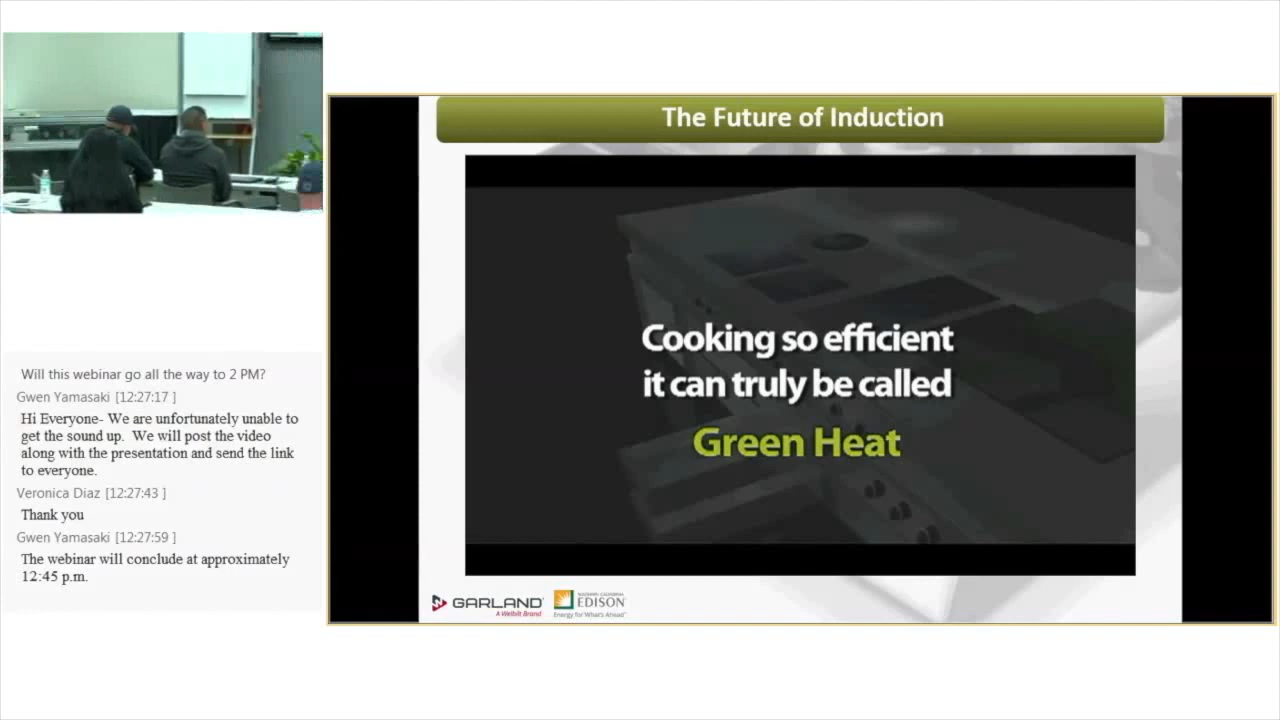 Will this webinar go all the way to 2 PM?
Gwen Yamasaki [12:27:17 ]
Hi Everyone- We are unfortunately unable to
get the sound up.  We will post the video
along with the presentation and send the link
to everyone.
Veronica Diaz [12:27:43 ]
Thank you
Gwen Yamasaki [12:27:59 ]
The webinar will conclude at approximately
12:45 p.m.
The Future of Induction
Cooking so efficient
it can truly be called
Green Heat
GARLAND
A Welbilt Brand
SOUTHERN CALIFORNIA
EDISON
Energy for What's Ahead